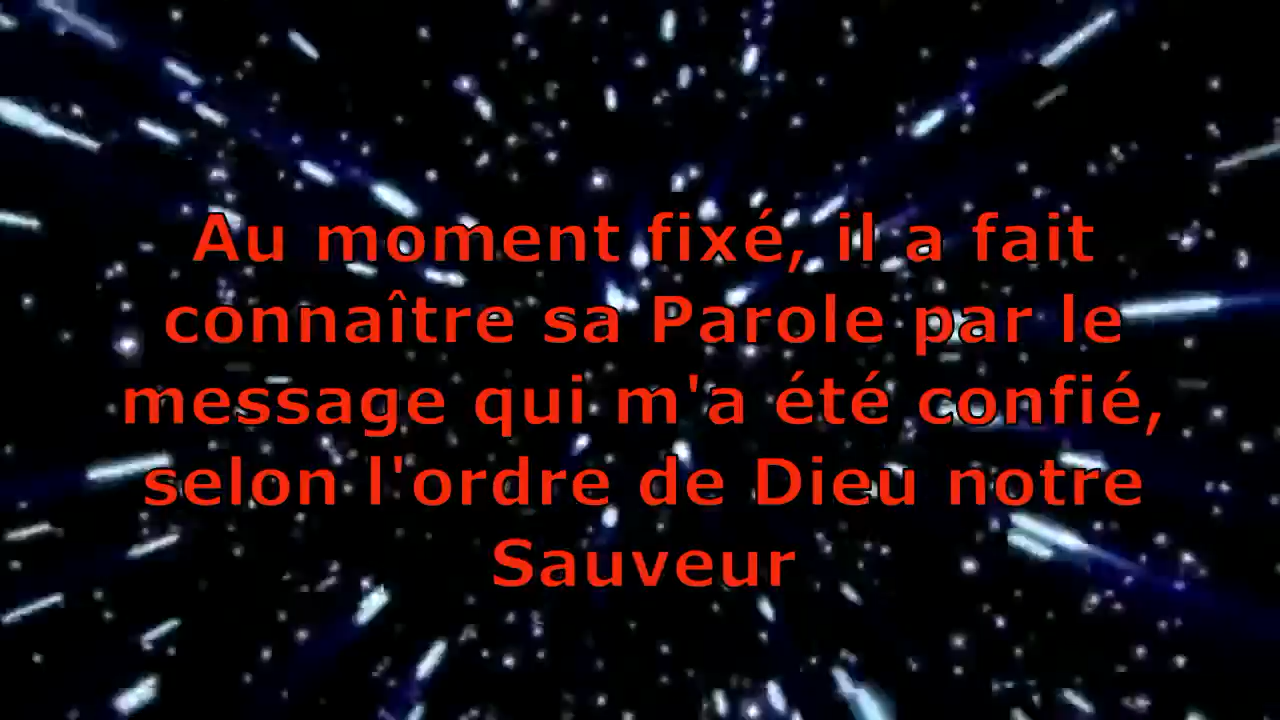 Au moment fixé, il a fait
connaître sa Parole par le
message qui m'a été confié,
selon l'ordre de Dieu notre
Sauveur